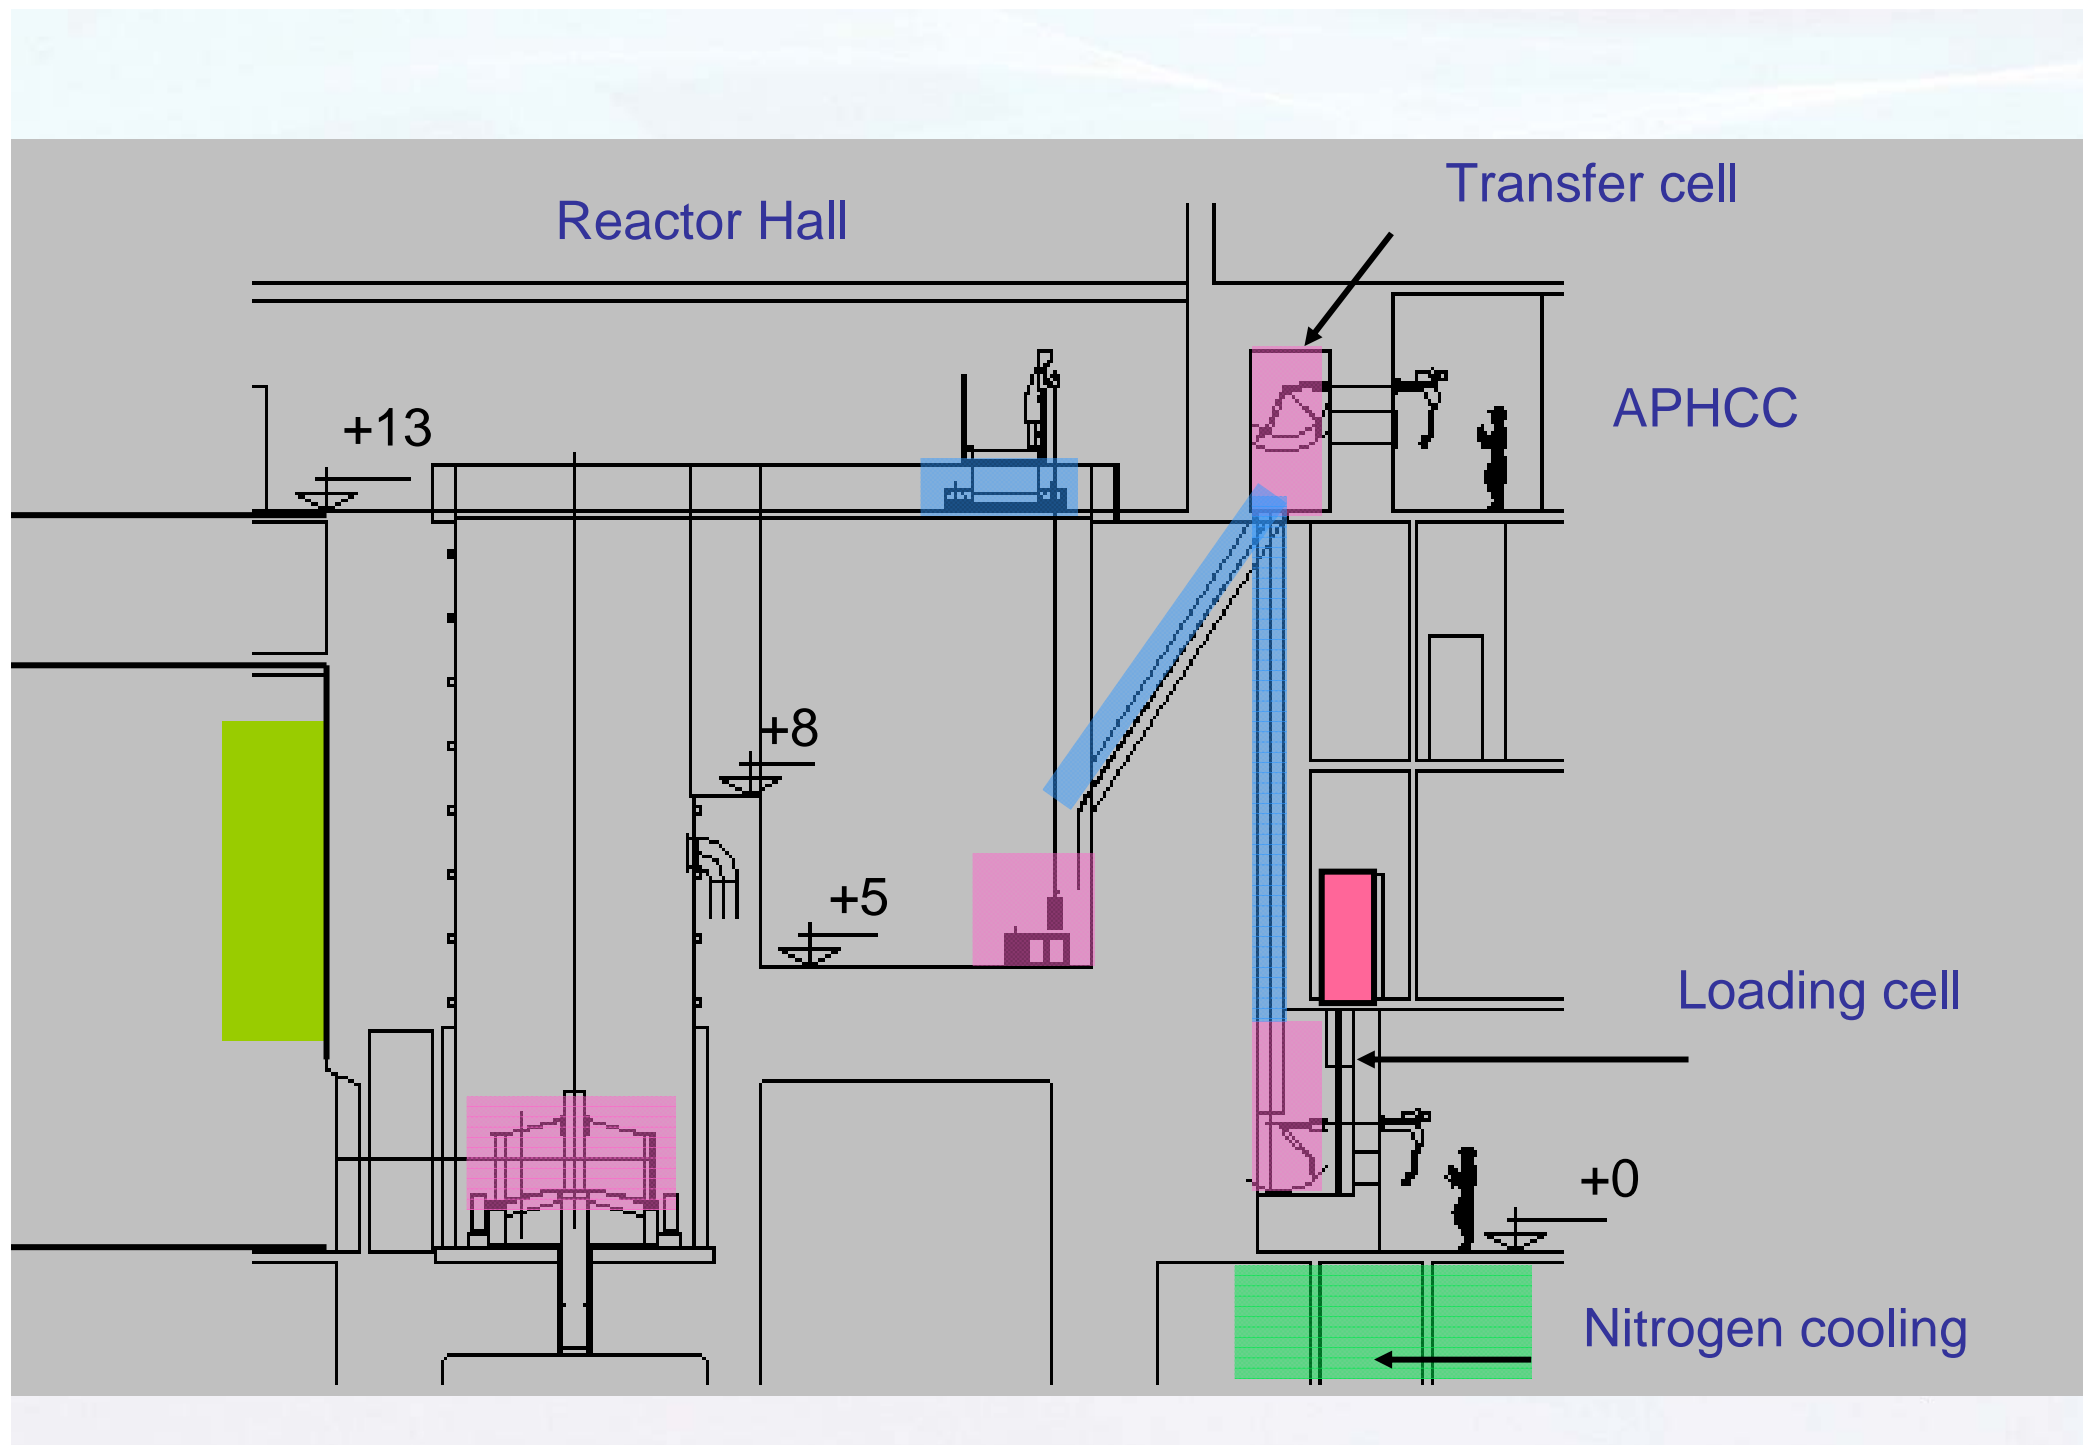 Transfer cell
Reactor Hall
APHCC
+13
+8
+5
Loading cell
+0
Nitrogen cooling